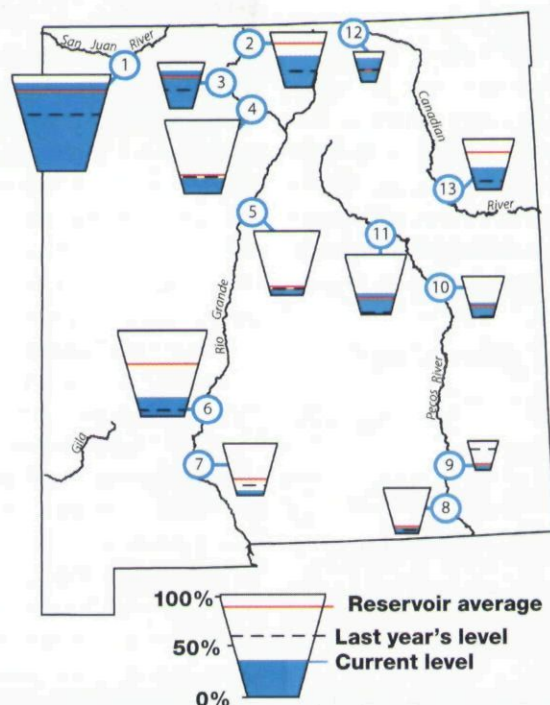 San Juan River
1
2
3
4
5
6
7
8
9
10
11
12
13
Canadian
River
Rio Grande
Pecos River
Gila
100%
50%
0%
Reservoir average
Last year's level
Current level